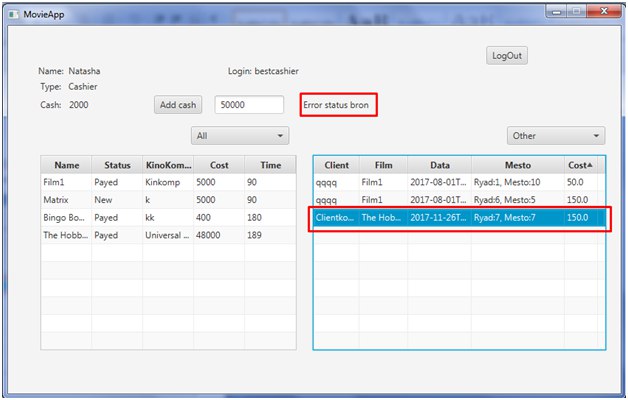 MovieApp
LogOut
Name: Natasha Login: bestcashier
Type: Cashier
Cash: 2000 Add cash 50000 Error status bron
All Other
Name Status KinoKom... Cost Time
Film1 Payed Kinkomp 5000 90
Matrix New k 5000 90
Bingo Bo... Payed kk 400 180
The Hobb... Payed Universal ... 48000 189
Client Film Data Mesto Cost
qqqq Film1 2017-08-01T... Ryad:1, Mesto:10 50.0
qqqq Film1 2017-08-01T... Ryad:6, Mesto:5 150.0
Clientko... The Hob... 2017-11-26T... Ryad:7, Mesto:7 150.0